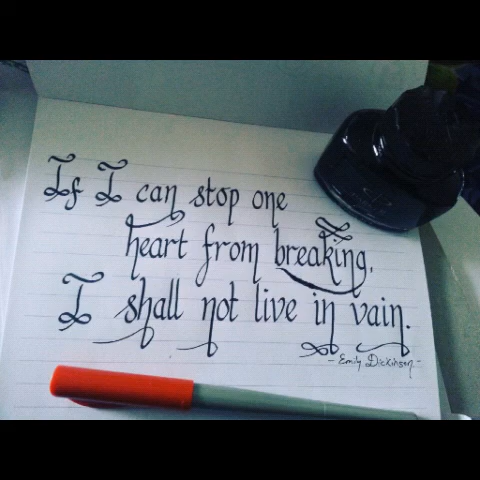 If I can stop one
heart from breaking,
I shall not live in vain.
- Emily Dickinson -